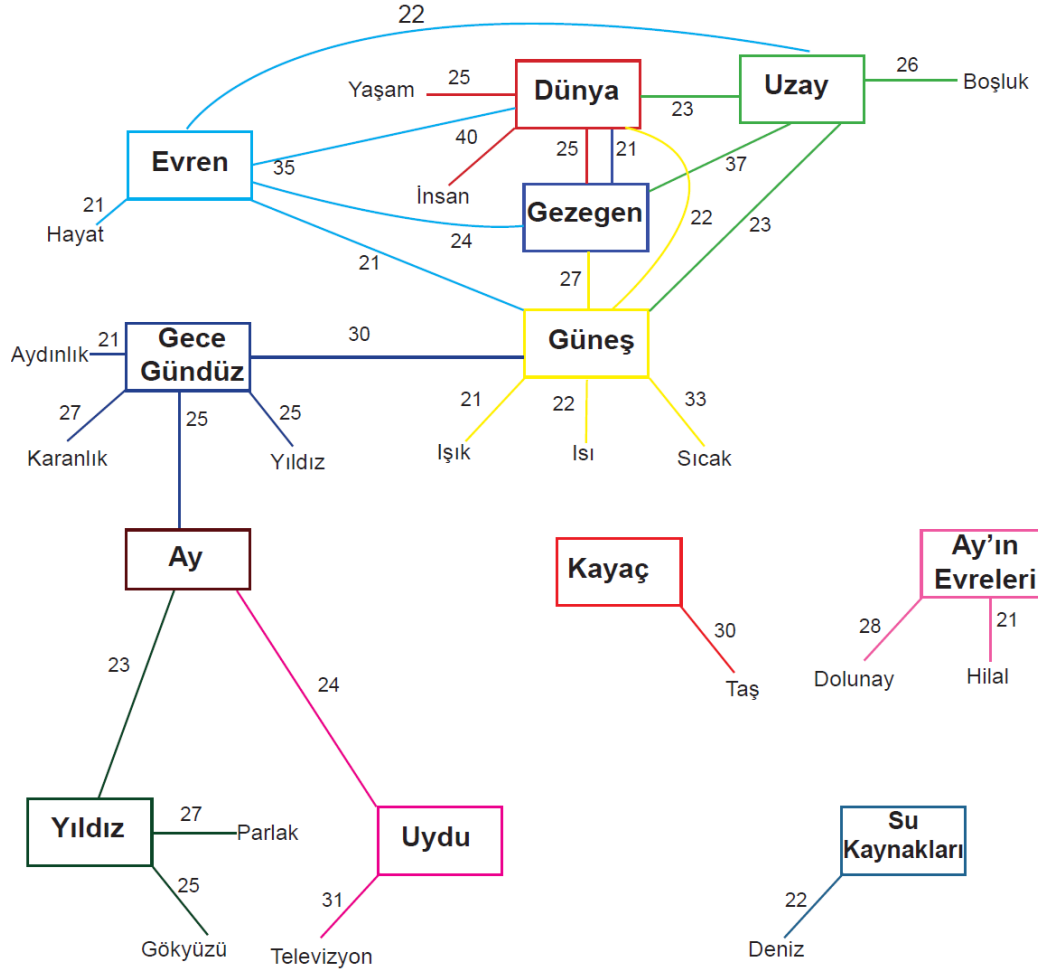 22
Yaşam
25
Dünya
23
Uzay
26
Boşluk
Evren
35
40
25
21
37
İnsan
Gezegen
21
Hayat
24
22
23
21
27
Aydınlık
21
Gece
Gündüz
30
Güneş
27
25
25
21
22
33
Karanlık
Yıldız
Işık
Isı
Sıcak
Ay
Kayaç
Ay’ın
Evreleri
23
24
30
28
21
Taş
Dolunay
Hilal
Yıldız
27
Parlak
Uydu
Su
Kaynakları
25
31
22
Gökyüzü
Televizyon
Deniz